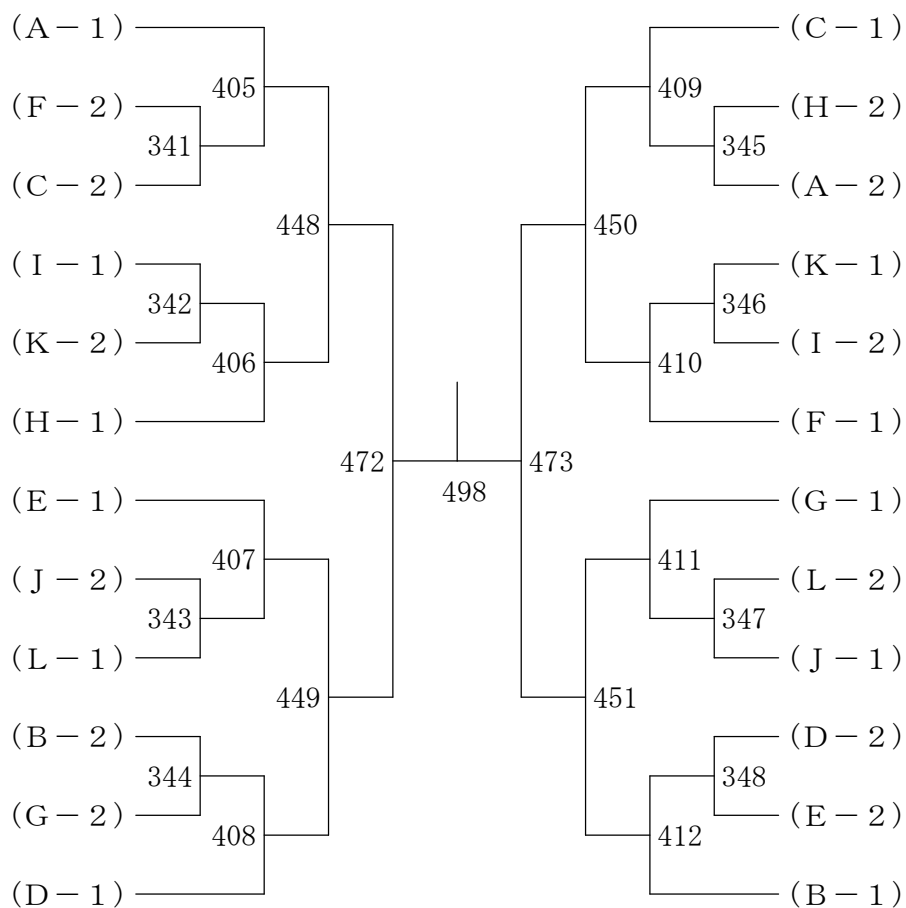 (A-1)
(C-1)
405
409
(F-2)
(H-2)
341
345
(C-2)
(A-2)
448
450
(I-1)
(K-1)
342
346
(K-2)
(I-2)
406
410
(H-1)
(F-1)
472
473
498
(E-1)
(G-1)
407
411
(J-2)
(L-2)
343
347
(L-1)
(J-1)
449
451
(B-2)
(D-2)
344
348
(G-2)
(E-2)
408
412
(D-1)
(B-1)